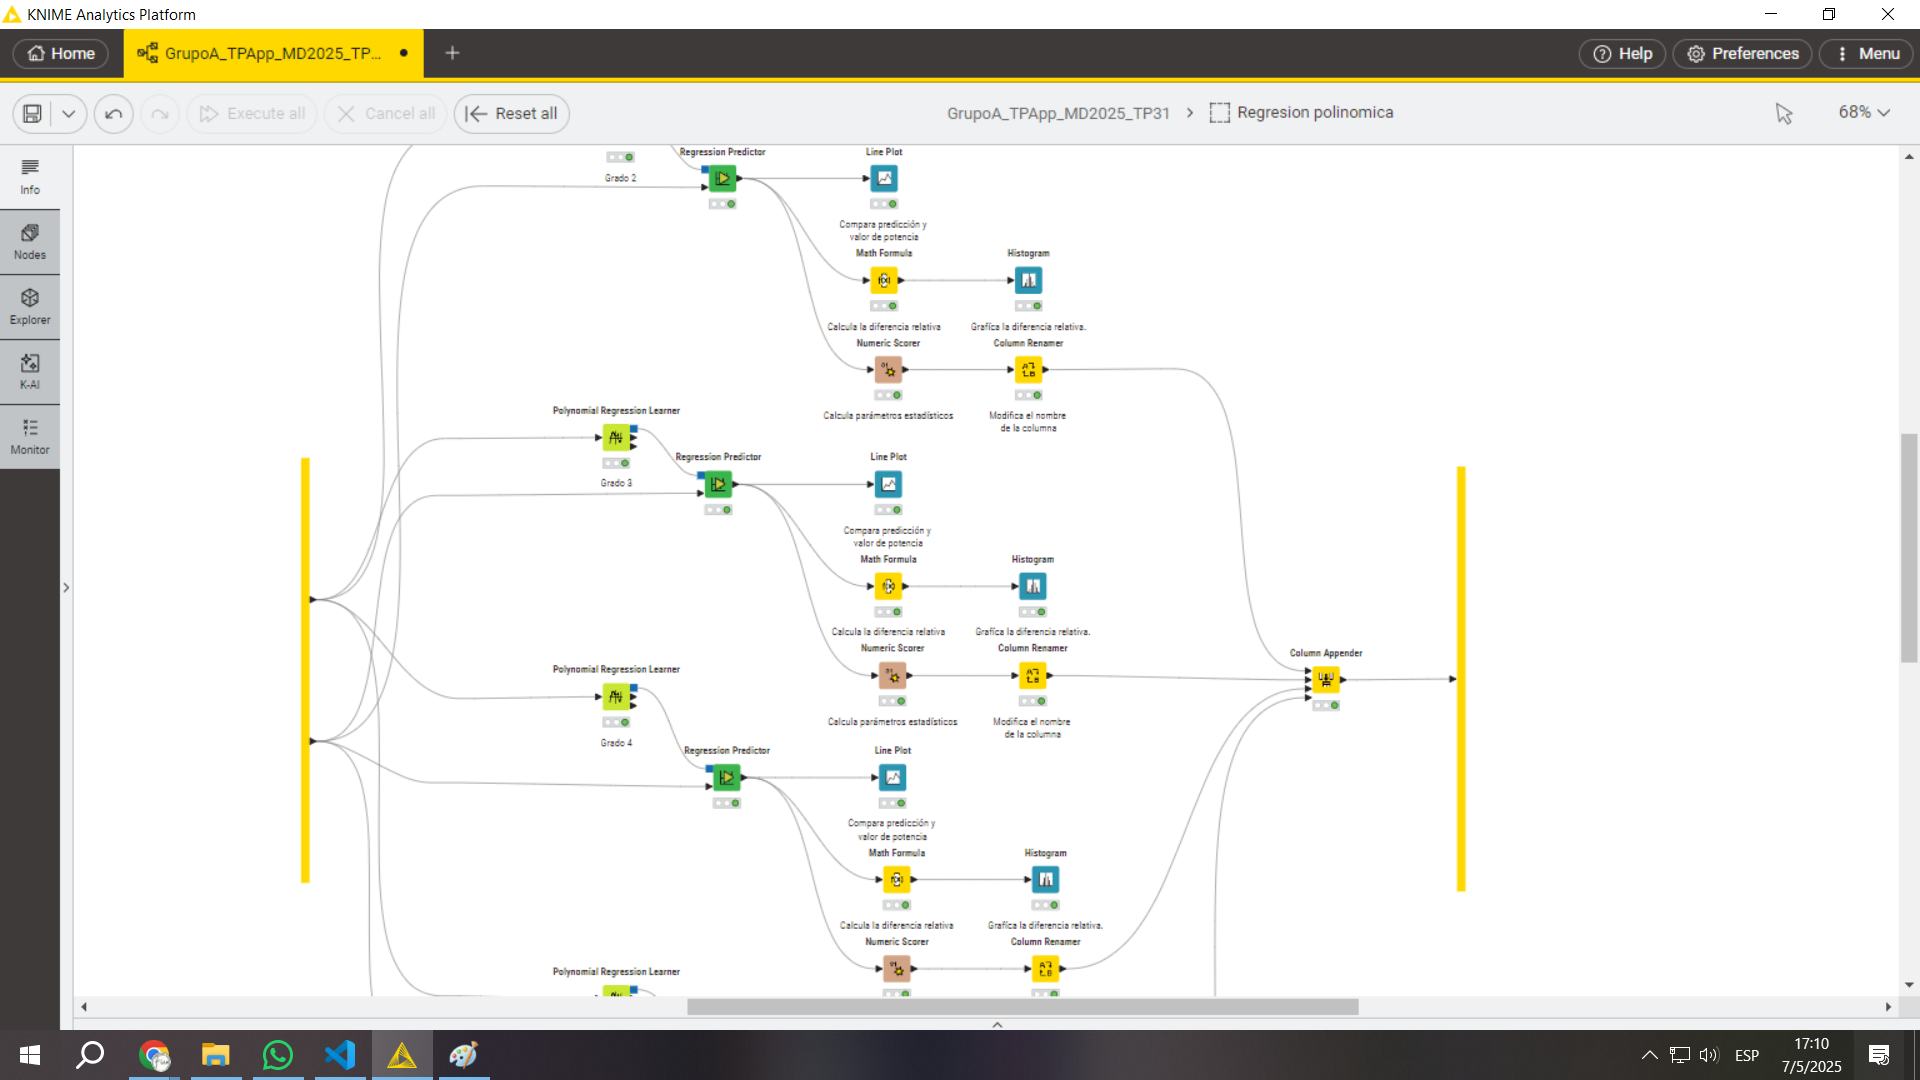 KNIME Analytics Platform
Home
GrupoA_TPApp_MD2025_TP...
Help
Preferences
Menu
Execute all
Cancel all
Reset all
GrupoA_TPApp_MD2025_TP31
Regresion polinomica
68%
Info
Nodes
Explorer
K-AI
Monitor
Regression Predictor
Line Plot
Grado 2
Compara predicción y
valor de potencia
Math Formula
Histogram
Calcula la diferencia relativa
Grafíca la diferencia relativa.
Numeric Scorer
Column Renamer
Calcula parámetros estadísticos
Modifica el nombre
de la columna
Polynomial Regression Learner
Grado 3
Regression Predictor
Line Plot
Compara predicción y
valor de potencia
Math Formula
Histogram
Calcula la diferencia relativa
Grafíca la diferencia relativa.
Numeric Scorer
Column Renamer
Calcula parámetros estadísticos
Modifica el nombre
de la columna
Column Appender
Polynomial Regression Learner
Grado 4
Regression Predictor
Line Plot
Compara predicción y
valor de potencia
Math Formula
Histogram
Calcula la diferencia relativa
Grafíca la diferencia relativa.
Numeric Scorer
Column Renamer
Polynomial Regression Learner
ESP
17:10
7/5/2025